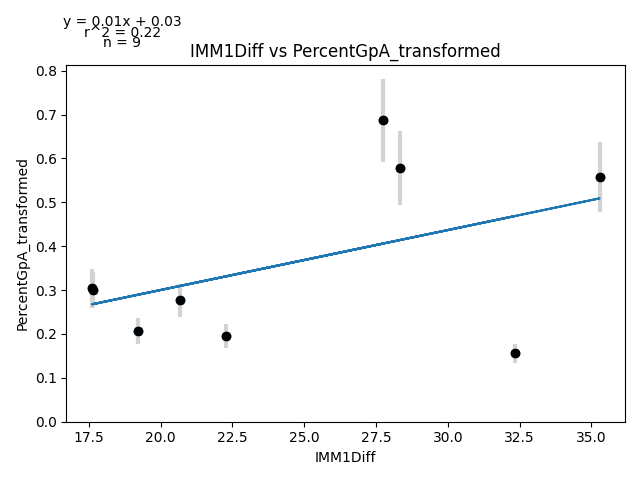 y = 0.01x + 0.03
r^2 = 0.22
n = 9
IMM1Diff vs PercentGpA_transformed
PercentGpA_transformed
0.8
0.7
0.6
0.5
0.4
0.3
0.2
0.1
0.0
17.5 20.0 22.5 25.0 27.5 30.0 32.5 35.0
IMM1Diff